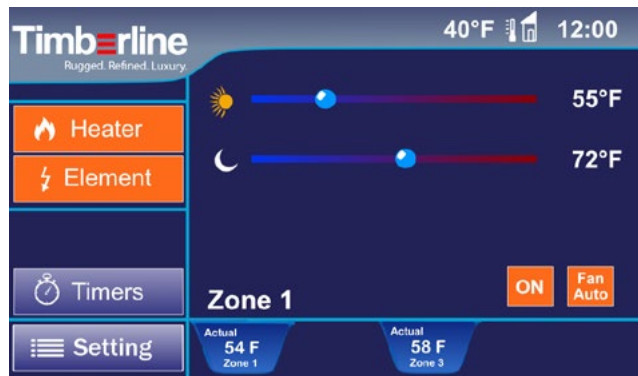 Timberline
Rugged. Refined. Luxury.
40°F 12:00
55°F
Heater
72°F
Element
Timers
Zone 1
ON
Fan
Auto
Setting
Actual
54 F
Zone 1
Actual
58 F
Zone 3